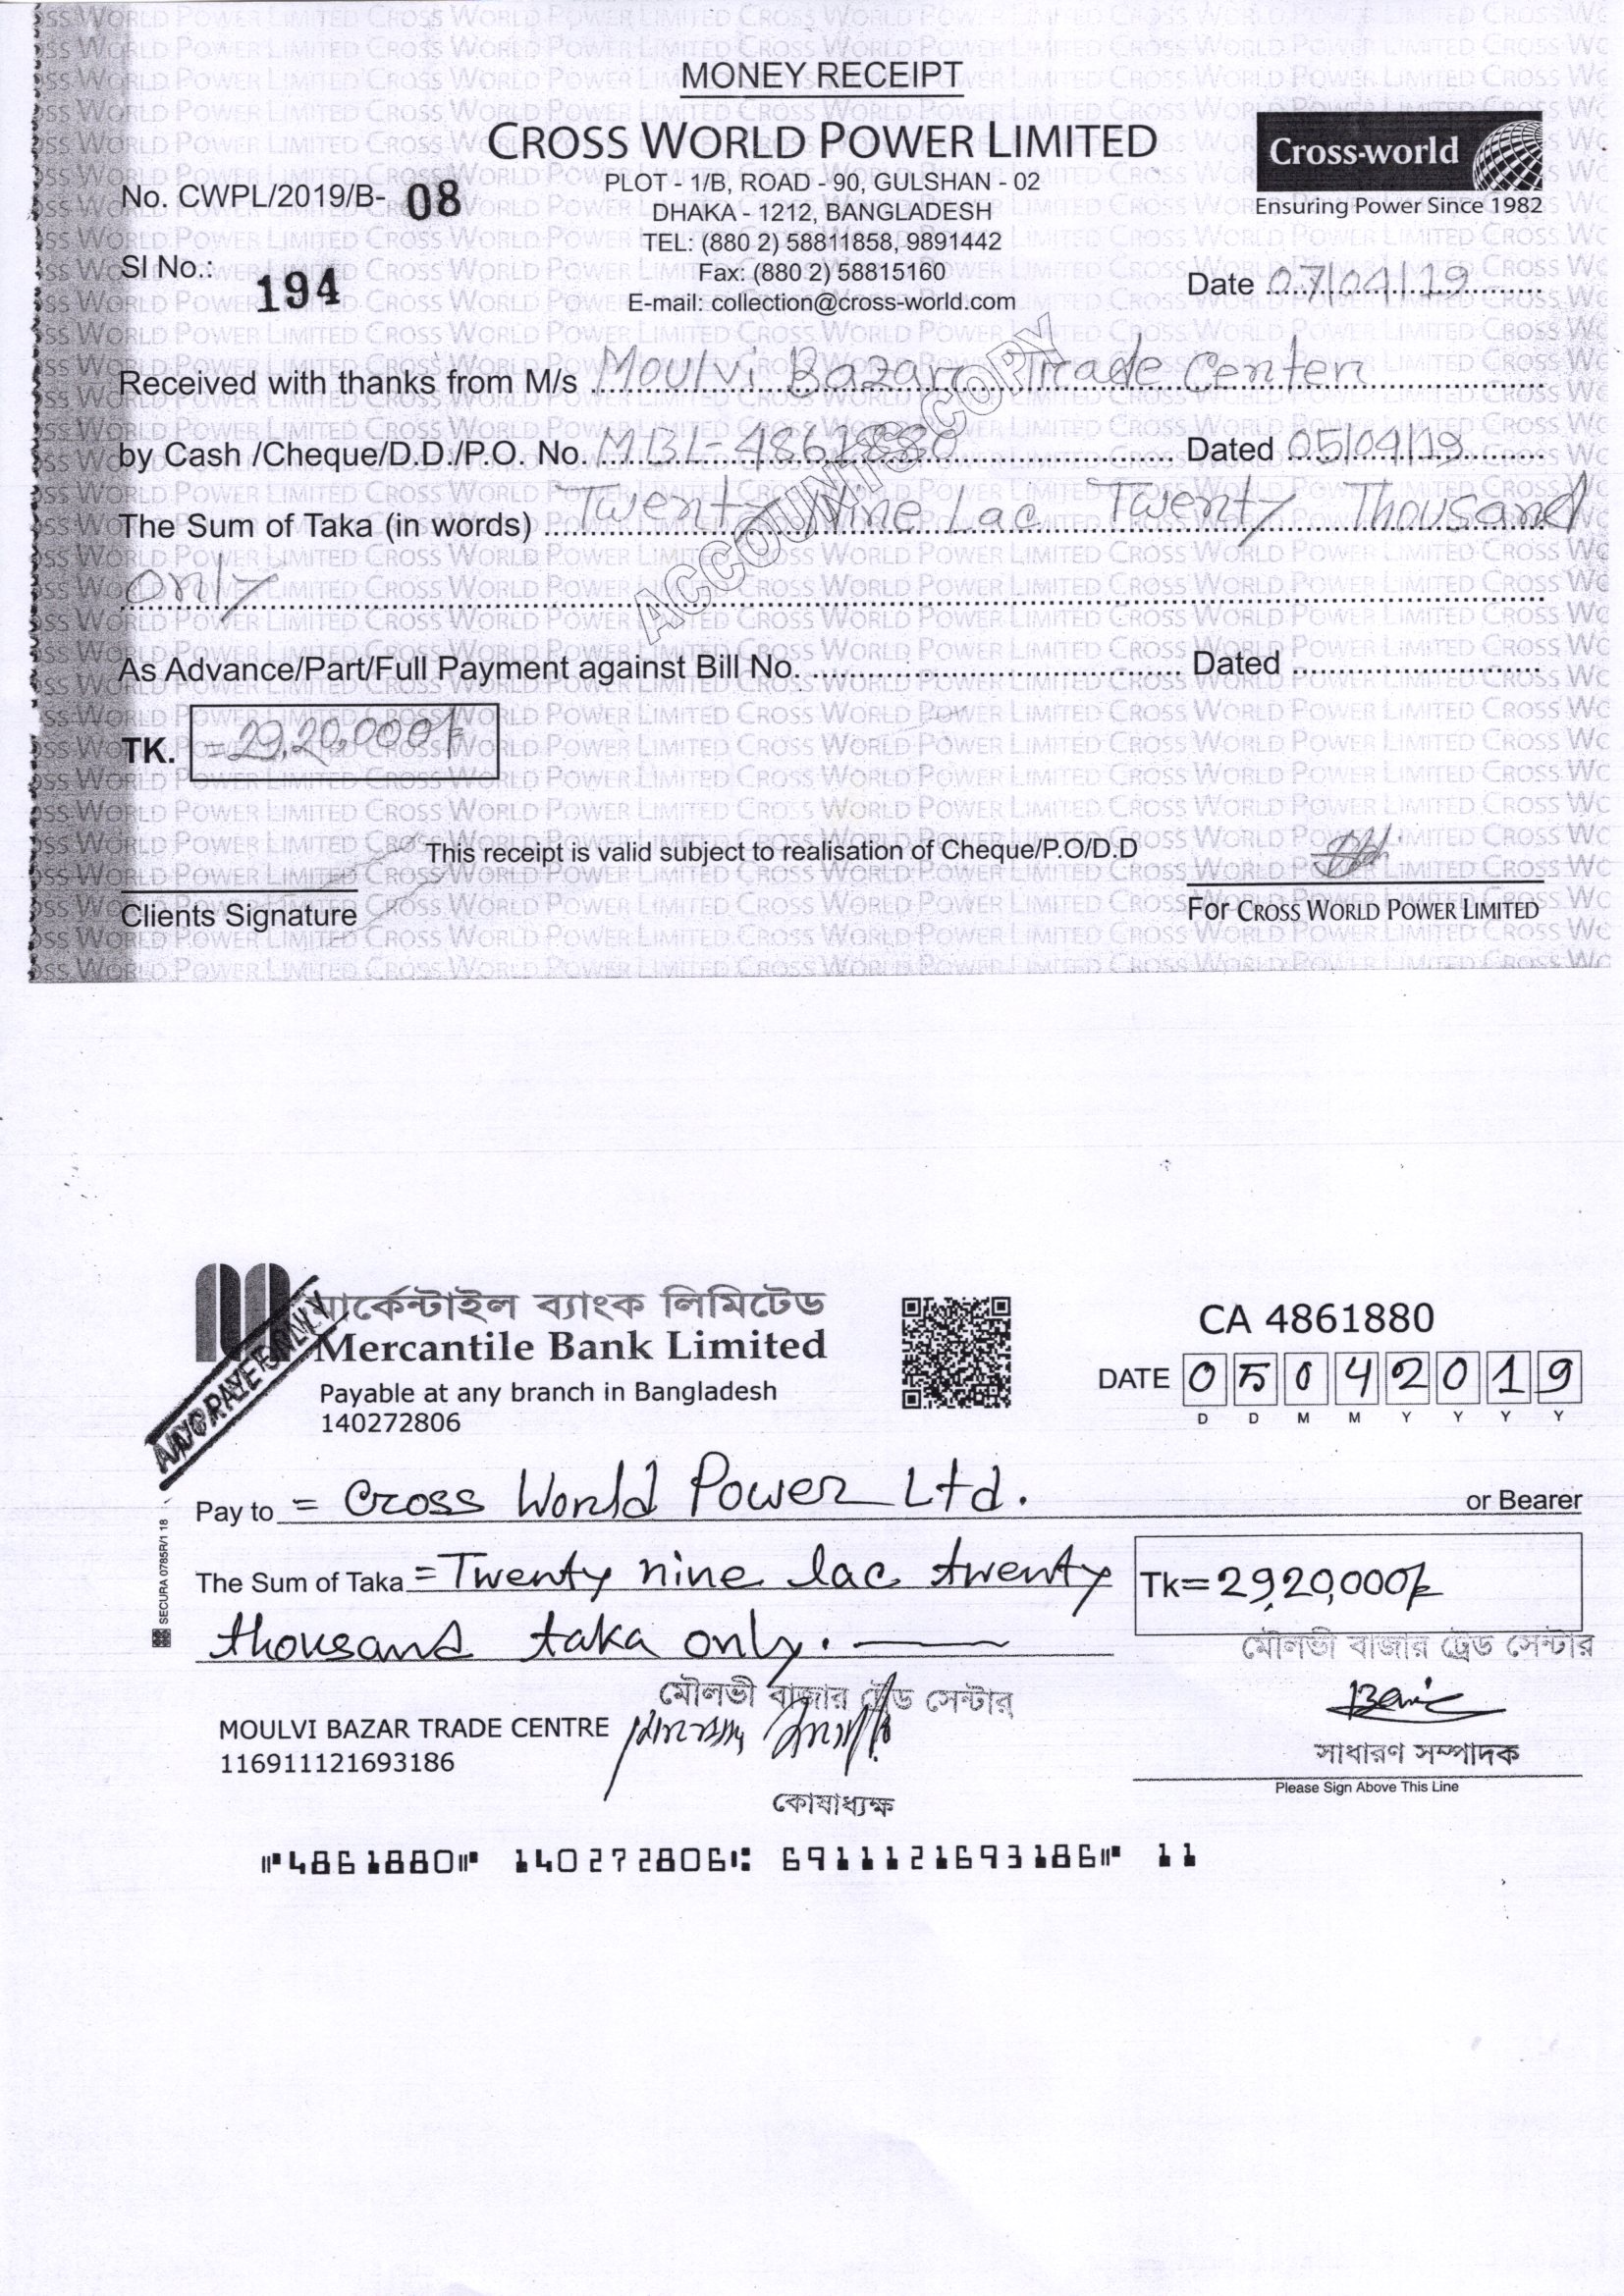 MONEY RECEIPT
CROSS WORLD POWER LIMITED
Cross-world
Ensuring Power Since 1982
No. CWPL/2019/B- 08
PLOT - 1/B, ROAD - 90, GULSHAN - 02
DHAKA - 1212, BANGLADESH
TEL: (880 2) 58811858, 9891442
SI No.: 194
Fax: (880 2) 58815160
Date 07/04/19
E-mail: collection@cross-world.com
Received with thanks from M/s Moulvi Bazar Trade Center
by Cash /Cheque/D.D./P.O. No. MBL-4861880 Dated 05/04/19
The Sum of Taka (in words) Twenty Nine Lac Twenty Thousand
only
ACCOUNTS COPY
As Advance/Part/Full Payment against Bill No. Dated
TK. =29,20,000/=
This receipt is valid subject to realisation of Cheque/P.O/D.D
Clients Signature
For CROSS WORLD POWER LIMITED
মার্কেন্টাইল ব্যাংক লিমিটেড
Mercantile Bank Limited
Payable at any branch in Bangladesh
140272806
CA 4861880
DATE 05042019
D D M M Y Y Y Y
Pay to = Cross World Power Ltd. or Bearer
The Sum of Taka =Twenty nine lac twenty
thousand taka only.
Tk=29,20,000/=
SECURA 0785R/1 18
মৌলভী বাজার ট্রেড সেন্টার
মৌলভী বাজার ট্রেড সেন্টার
MOULVI BAZAR TRADE CENTRE
116911121693186
সাধারণ সম্পাদক
Please Sign Above This Line
কোষাধ্যক্ষ
⑈4861880⑈ 140272806⑆ 6911121693186⑈ 11